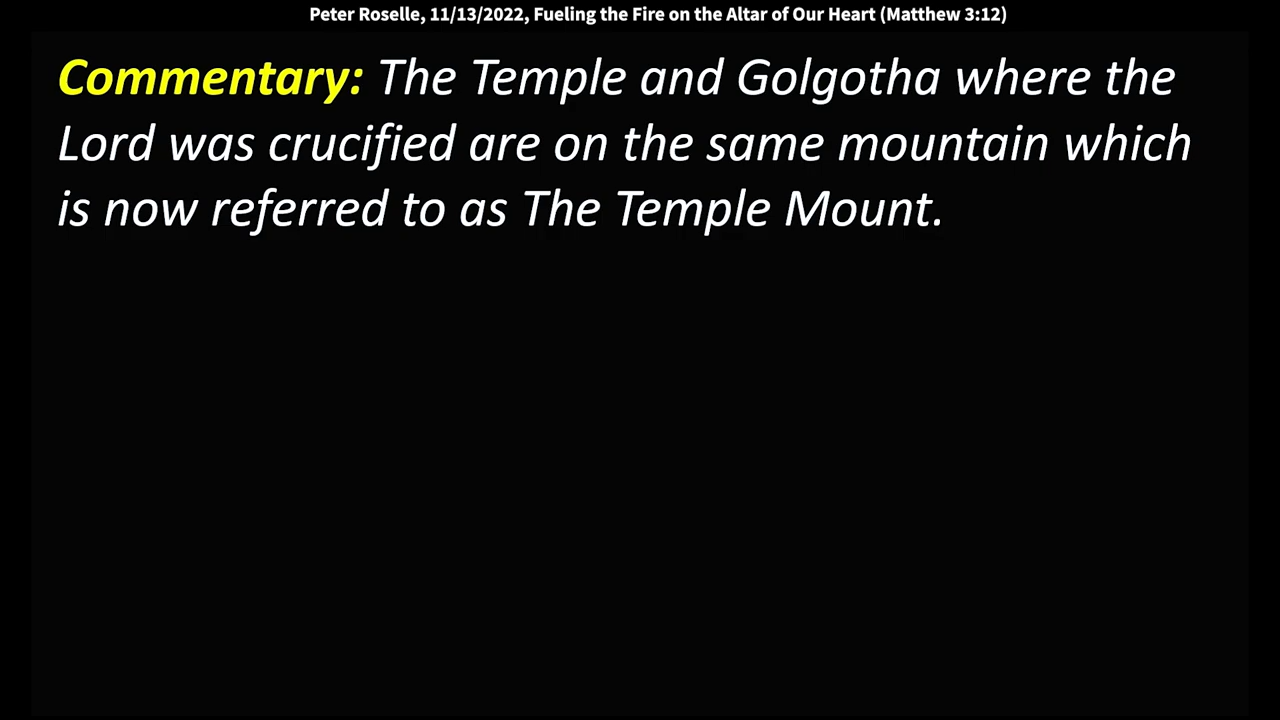 Peter Roselle, 11/13/2022, Fueling the Fire on the Altar of Our Heart (Matthew 3:12)
Commentary: The Temple and Golgotha where the
Lord was crucified are on the same mountain which
is now referred to as The Temple Mount.